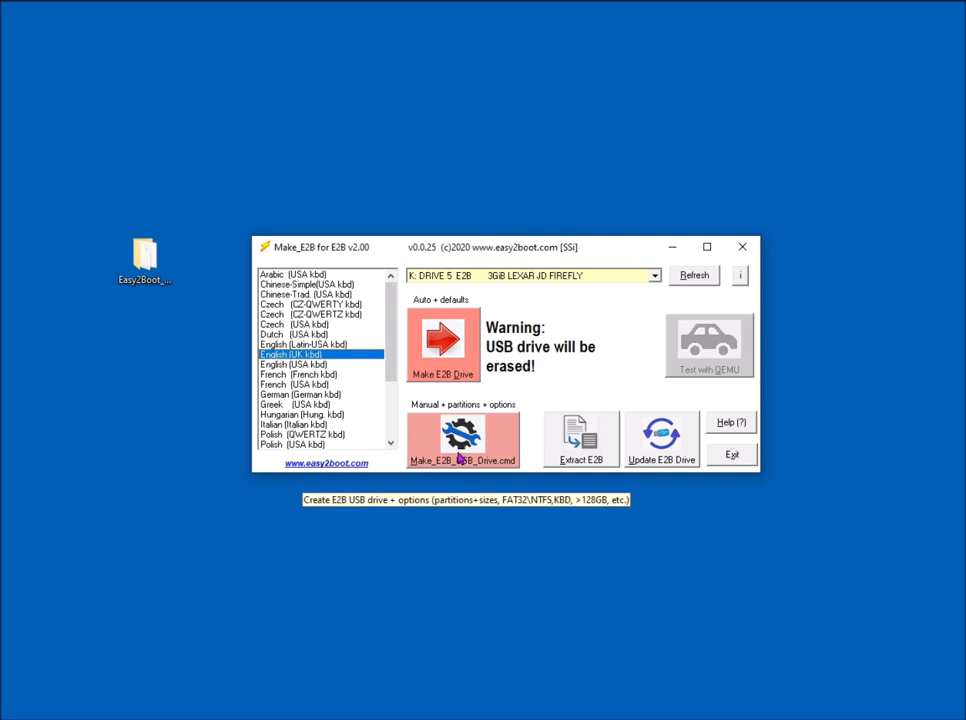 Easy2Boot_...
Make_E2B for E2B v2.00 v0.0.25 (c)2020 www.easy2boot.com [SSi]
Arabic (USA kbd)
Chinese-Simple(USA kbd)
Chinese-Trad. (USA kbd)
Czech (CZ-QWERTY kbd)
Czech (CZ-QWERTZ kbd)
Czech (USA kbd)
Dutch (USA kbd)
English (Latin-USA kbd)
English (UK kbd)
English (USA kbd)
French (French kbd)
French (USA kbd)
German (German kbd)
Greek (USA kbd)
Hungarian (Hung. kbd)
Italian (Italian kbd)
Polish (QWERTZ kbd)
Polish (USA kbd)
www.easy2boot.com
K: DRIVE 5 E2B 3GiB LEXAR JD FIREFLY
Refresh
i
Auto + defaults
Make E2B Drive
Warning:
USB drive will be
erased!
Test with QEMU
Manual + partitions + options
Make_E2B_USB_Drive.cmd
Extract E2B
Update E2B Drive
Help (?)
Exit
Create E2B USB drive + options (partitions+sizes, FAT32\NTFS,KBD, >128GB, etc.)